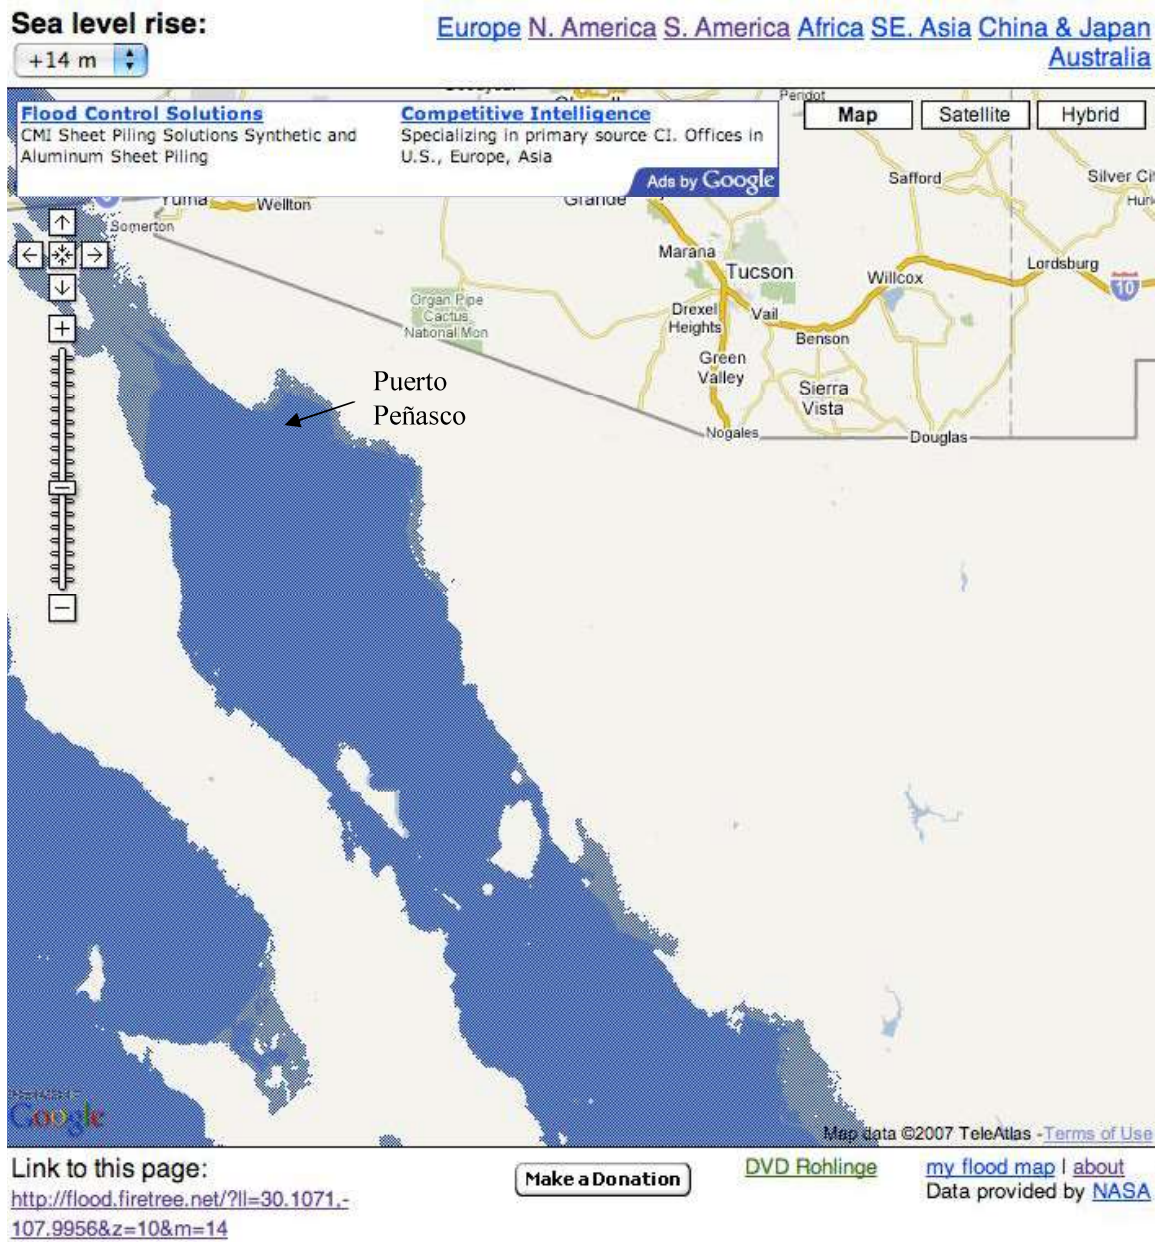 Sea level rise:
+14 m
Europe N. America S. America Africa SE. Asia China & Japan
Australia
Flood Control Solutions
CMI Sheet Piling Solutions Synthetic and
Aluminum Sheet Piling
Competitive Intelligence
Specializing in primary source CI. Offices in
U.S., Europe, Asia
Ads by Google
Peridot
Map
Satellite
Hybrid
Safford
Silver Cit
Yuma
Wellton
Grande
Somerton
Marana
Tucson
Willcox
Lordsburg
10
Organ Pipe
Cactus
National Mon
Drexel
Heights
Vail
Benson
Green
Valley
Sierra
Vista
Nogales
Douglas
Puerto
Peñasco
Google
Map data ©2007 TeleAtlas - Terms of Use
Link to this page:
http://flood.firetree.net/?ll=30.1071,-
107.9956&z=10&m=14
Make a Donation
DVD Rohlinge
my flood map | about
Data provided by NASA